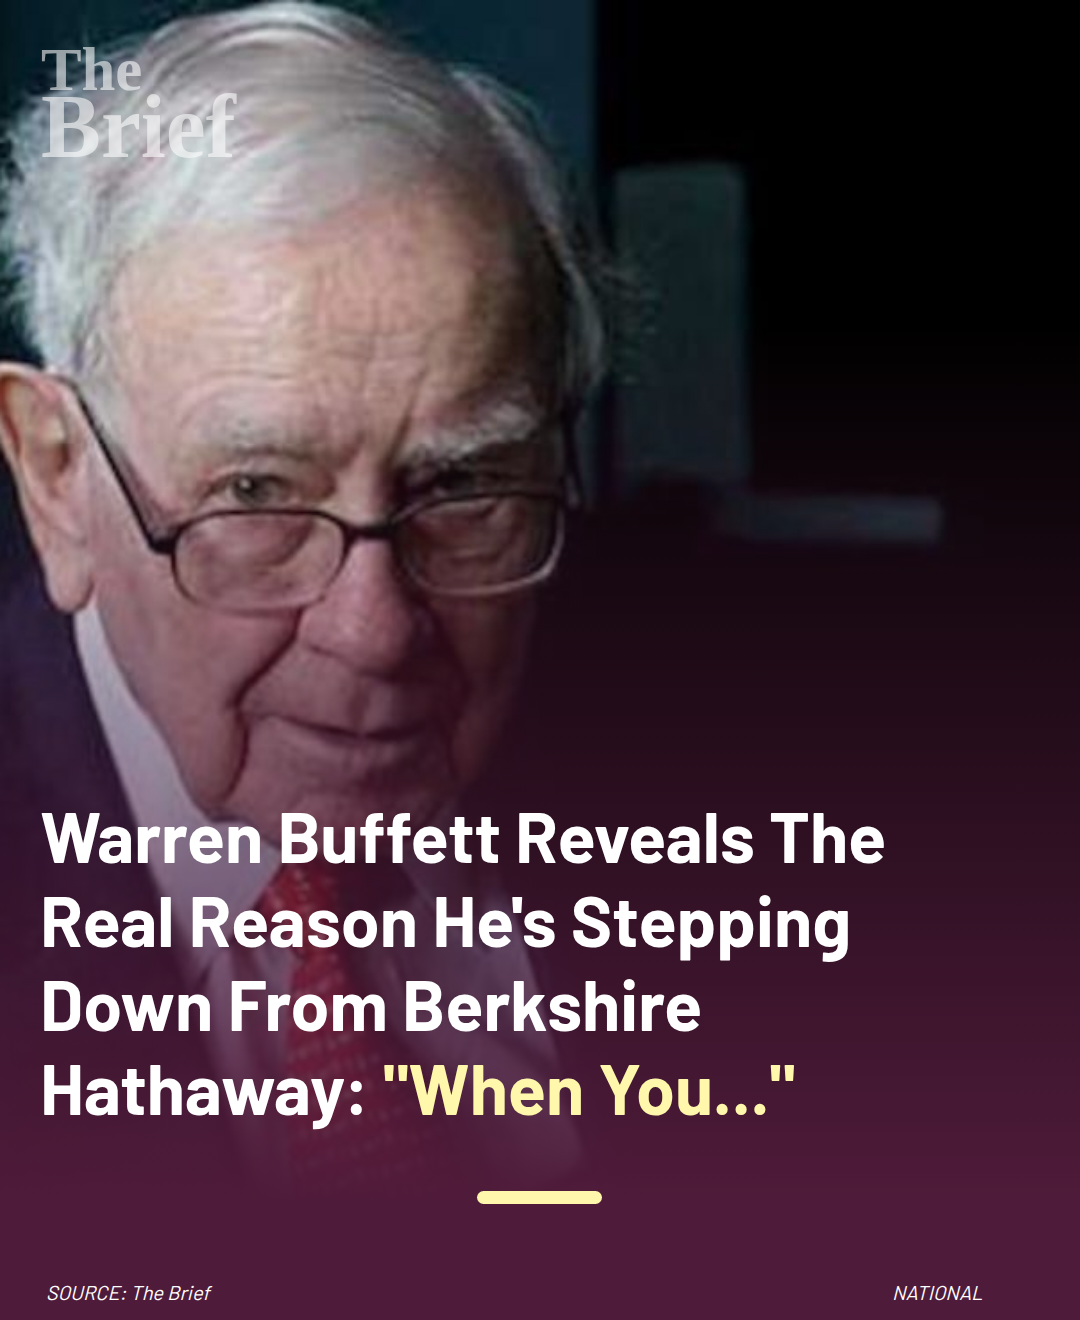 The
Brief
Warren Buffett Reveals The
Real Reason He's Stepping
Down From Berkshire
Hathaway: "When You..."
SOURCE: The Brief
NATIONAL